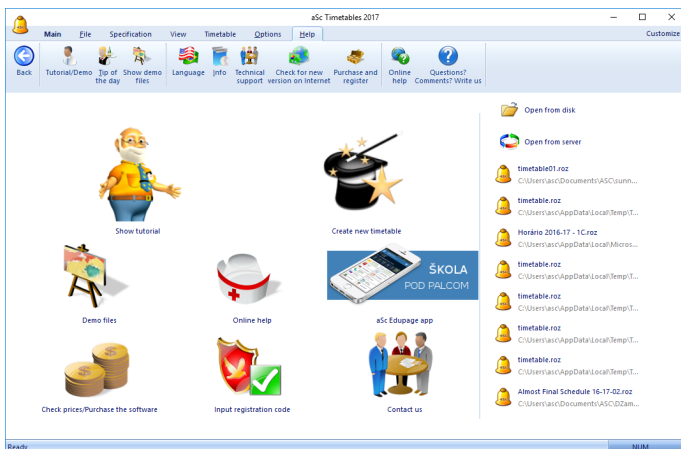 aSc Timetables 2017
Main File Specification View Timetable Options Help Customize
Back Tutorial/Demo Tip of the day Show demo files Language Info Technical support Check for new version on Internet Purchase and register Online help Questions? Comments? Write us
Open from disk
Open from server
timetable01.roz
C:\Users\asc\Documents\ASC\sunn...
timetable.roz
C:\Users\asc\AppData\Local\Temp\T...
Horário 2016-17 - 1C.roz
C:\Users\asc\AppData\Local\Micros...
timetable.roz
C:\Users\asc\AppData\Local\Temp\T...
timetable.roz
C:\Users\asc\AppData\Local\Temp\T...
timetable.roz
C:\Users\asc\AppData\Local\Temp\T...
timetable.roz
C:\Users\asc\AppData\Local\Temp\T...
Almost Final Schedule 16-17-02.roz
C:\Users\asc\Documents\ASC\DZam...
Show tutorial
Create new timetable
ŠKOLA
POD PALCOM
Demo files
Online help
aSc Edupage app
Check prices/Purchase the software
Input registration code
Contact us
Ready
NUM